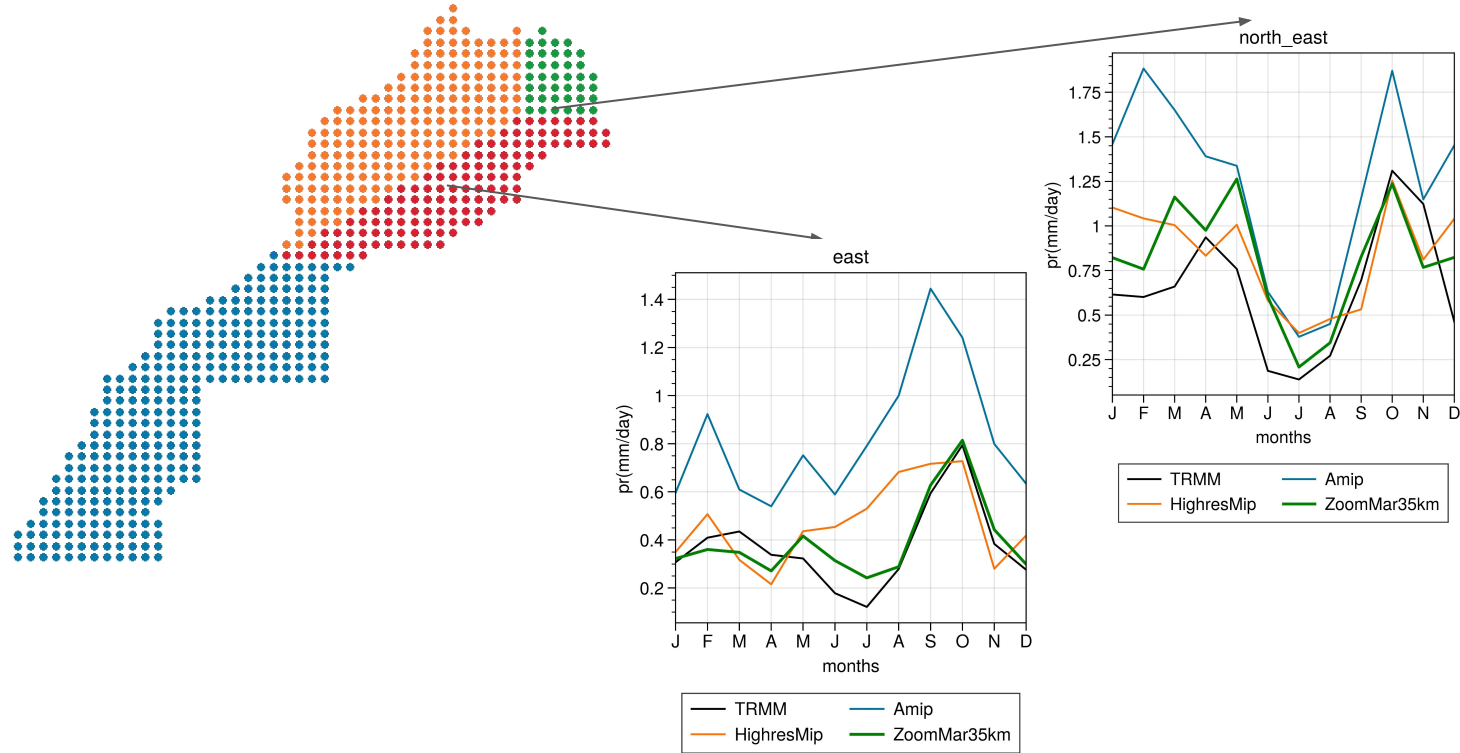 north_east
pr(mm/day)
1.75
1.5
1.25
1
0.75
0.5
0.25
J F M A M J J A S O N D
months
TRMM Amip
HighresMip ZoomMar35km
east
pr(mm/day)
1.4
1.2
1
0.8
0.6
0.4
0.2
J F M A M J J A S O N D
months
TRMM Amip
HighresMip ZoomMar35km